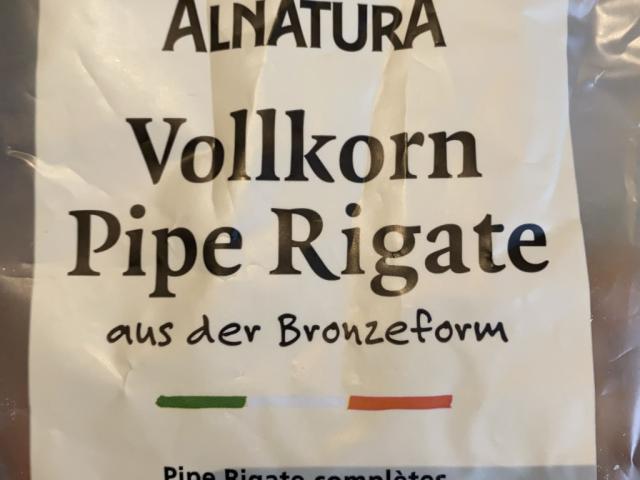 ALNATURA
Vollkorn
Pipe Rigate
aus der Bronzeform
Pipe Rigate complètes